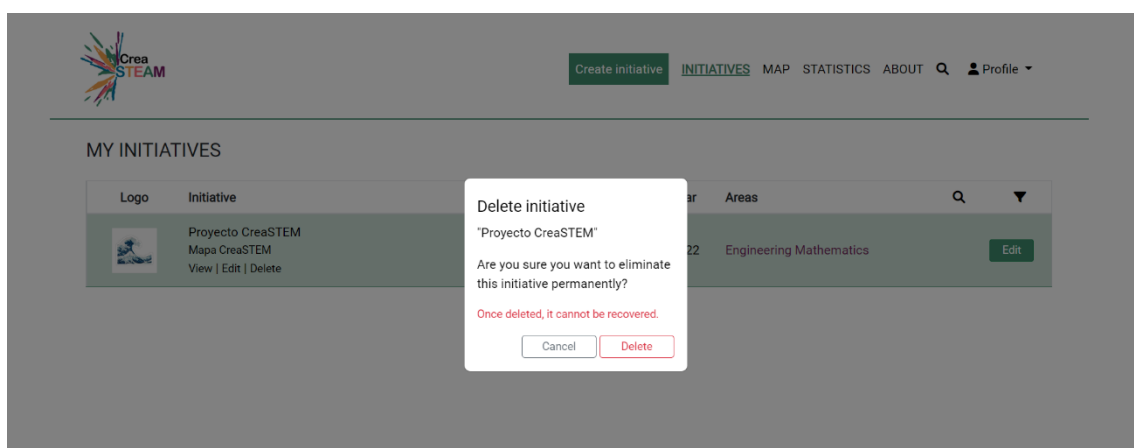 Crea
STEAM
Create initiative INITIATIVES MAP STATISTICS ABOUT Profile
MY INITIATIVES
Logo Initiative ar Areas
Proyecto CreaSTEM
Mapa CreaSTEM
View | Edit | Delete
22 Engineering Mathematics Edit
Delete initiative
"Proyecto CreaSTEM"
Are you sure you want to eliminate
this initiative permanently?
Once deleted, it cannot be recovered.
Cancel Delete